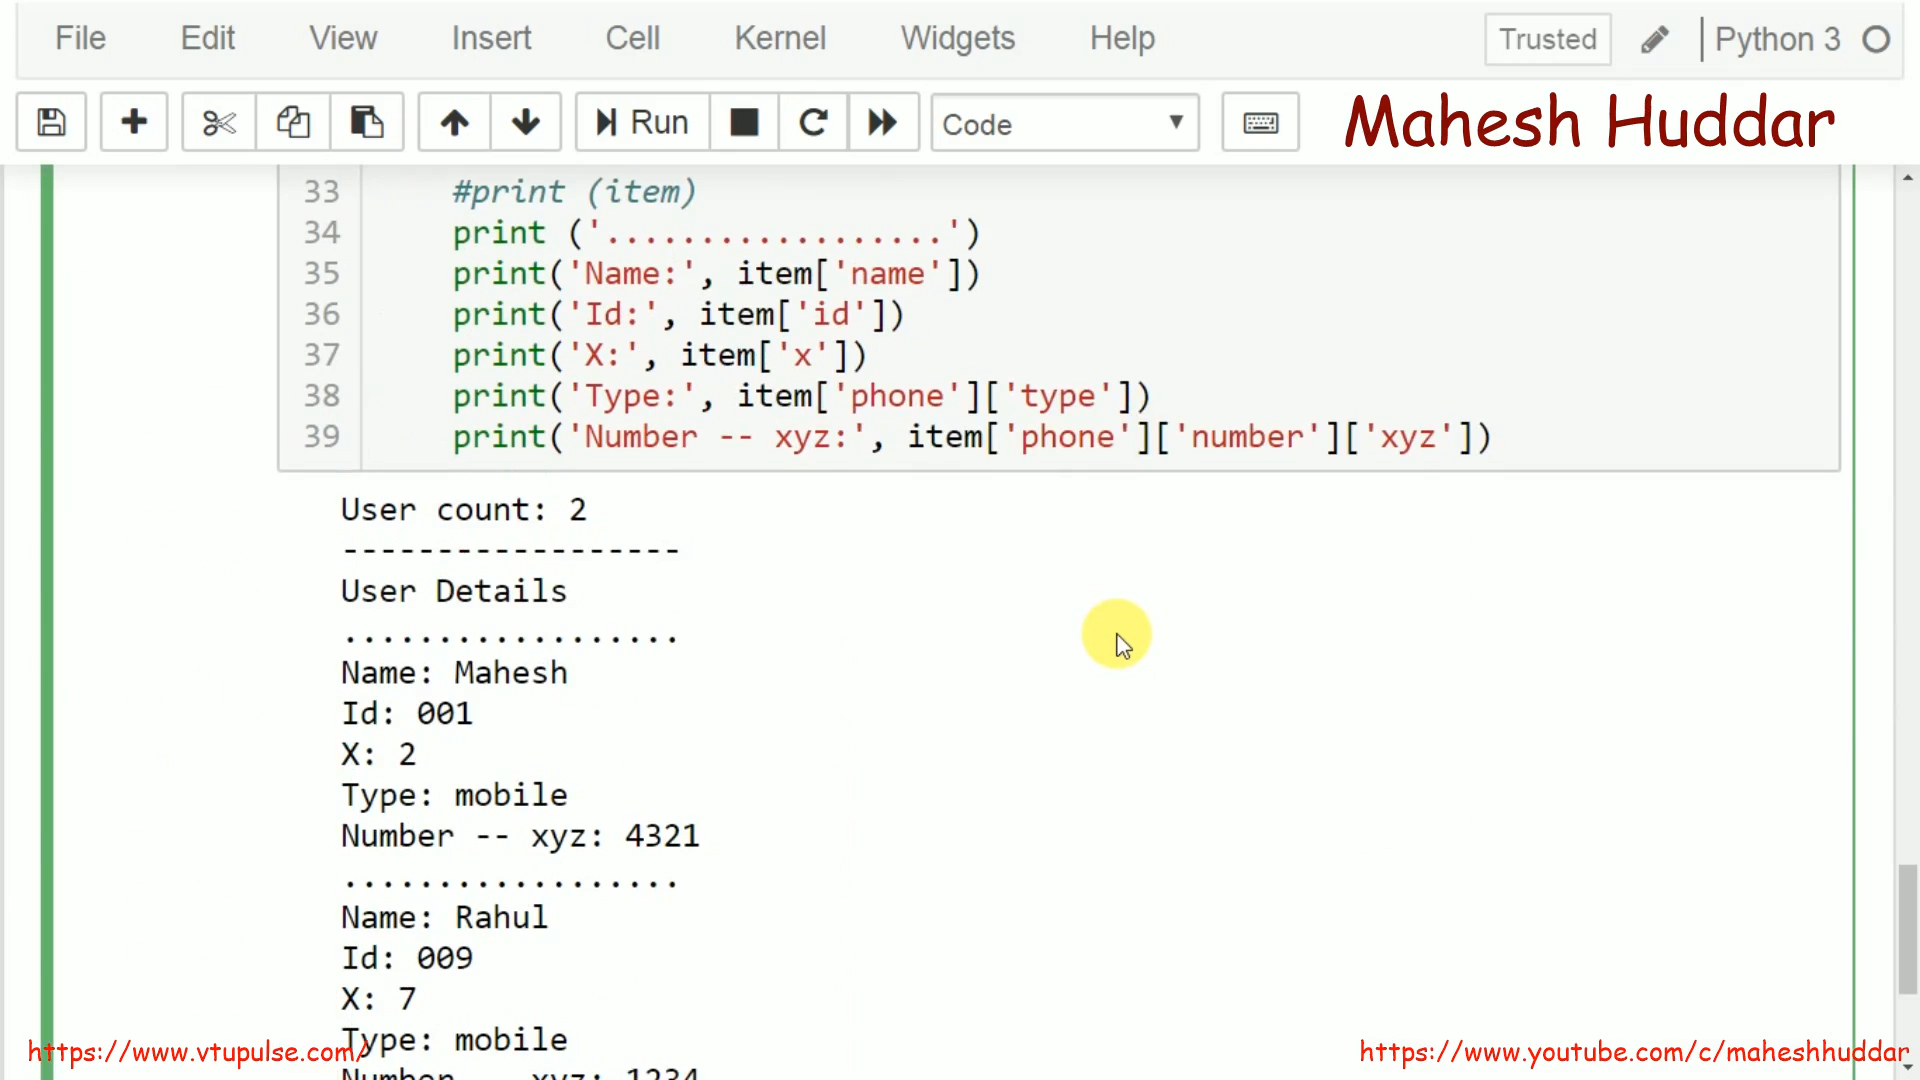 File Edit View Insert Cell Kernel Widgets Help Trusted Python 3
Run Code Mahesh Huddar
33 #print (item)
34 print ('..................')
35 print('Name:', item['name'])
36 print('Id:', item['id'])
37 print('X:', item['x'])
38 print('Type:', item['phone']['type'])
39 print('Number -- xyz:', item['phone']['number']['xyz'])
User count: 2
------------------
User Details
..................
Name: Mahesh
Id: 001
X: 2
Type: mobile
Number -- xyz: 4321
..................
Name: Rahul
Id: 009
X: 7
Type: mobile
https://www.vtupulse.com/ https://www.youtube.com/c/maheshhuddar
Number -- xyz: 1234